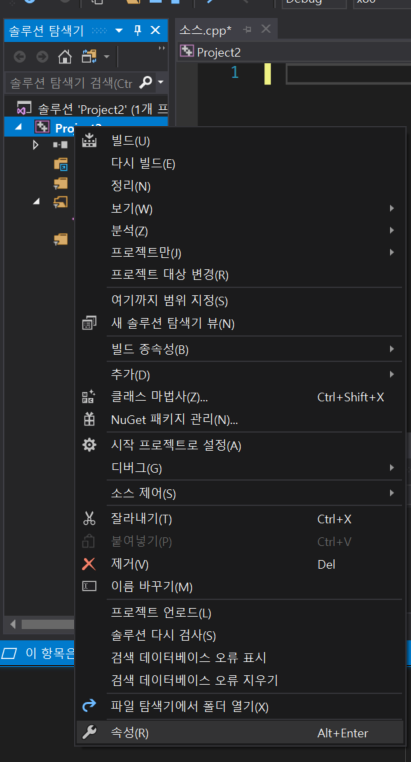 Debug
x86
솔루션 탐색기
소스.cpp*
Project2
솔루션 탐색기 검색(Ctr
1
솔루션 'Project2' (1개 프
빌드(U)
다시 빌드(E)
정리(N)
보기(W)
분석(Z)
프로젝트만(J)
프로젝트 대상 변경(R)
여기까지 범위 지정(S)
새 솔루션 탐색기 뷰(N)
빌드 종속성(B)
추가(D)
클래스 마법사(Z)... Ctrl+Shift+X
NuGet 패키지 관리(N)...
시작 프로젝트로 설정(A)
디버그(G)
소스 제어(S)
잘라내기(T) Ctrl+X
붙여넣기(P) Ctrl+V
제거(V) Del
이름 바꾸기(M)
프로젝트 언로드(L)
솔루션 다시 검사(S)
이 항목은
검색 데이터베이스 오류 표시
검색 데이터베이스 오류 지우기
파일 탐색기에서 폴더 열기(X)
속성(R) Alt+Enter